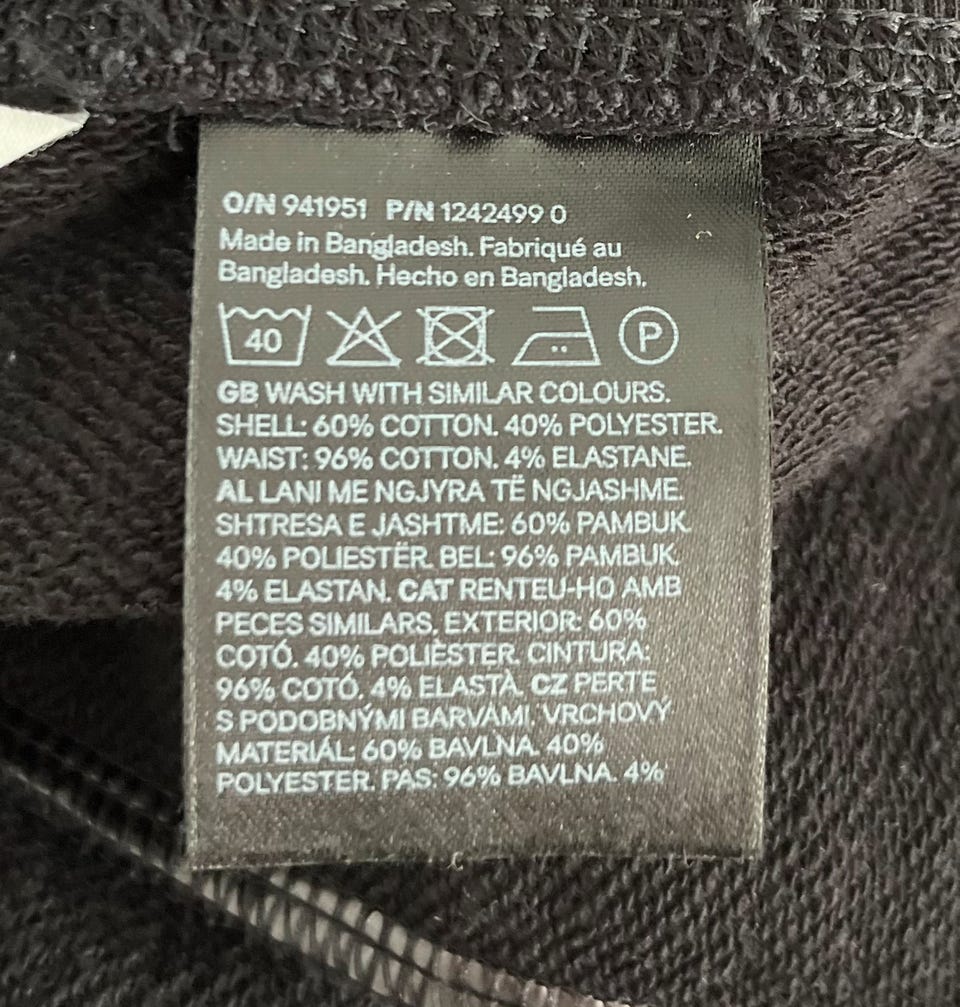 O/N 941951 P/N 1242499 0
Made in Bangladesh. Fabriqué au
Bangladesh. Hecho en Bangladesh.
40 P
GB WASH WITH SIMILAR COLOURS.
SHELL: 60% COTTON. 40% POLYESTER.
WAIST: 96% COTTON. 4% ELASTANE.
AL LANI ME NGJYRA TË NGJASHME.
SHTRESA E JASHTME: 60% PAMBUK.
40% POLIESTËR. BEL: 96% PAMBUK.
4% ELASTAN. CAT RENTEU-HO AMB
PECES SIMILARS. EXTERIOR: 60%
COTÓ. 40% POLIÈSTER. CINTURA:
96% COTÓ. 4% ELASTÀ. CZ PERTE
S PODOBNÝMI BARVAMI. VRCHOVÝ
MATERIÁL: 60% BAVLNA. 40%
POLYESTER. PAS: 96% BAVLNA. 4%